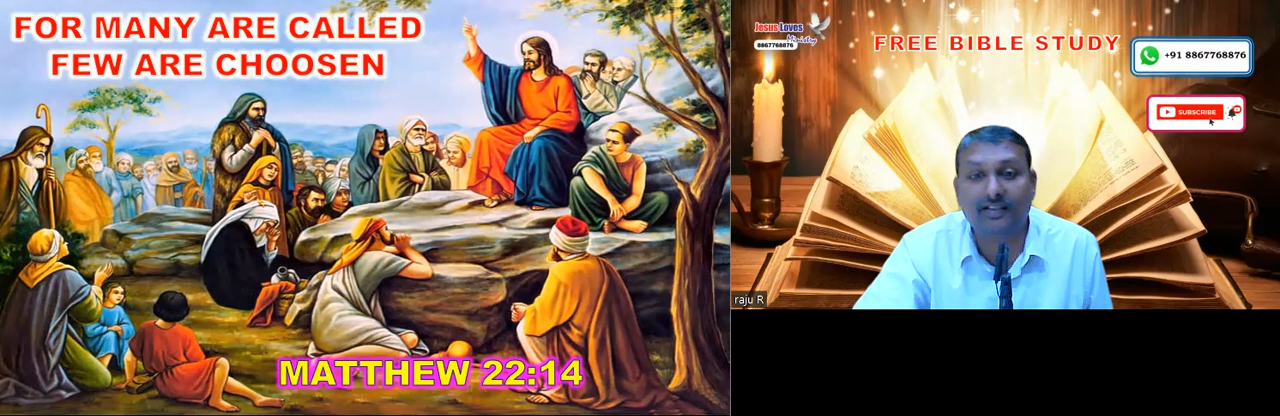 FOR MANY ARE CALLED
FEW ARE CHOOSEN
MATTHEW 22:14
Jesus Loves
Ministry
8867768876
FREE BIBLE STUDY
+91 8867768876
SUBSCRIBE
raju R